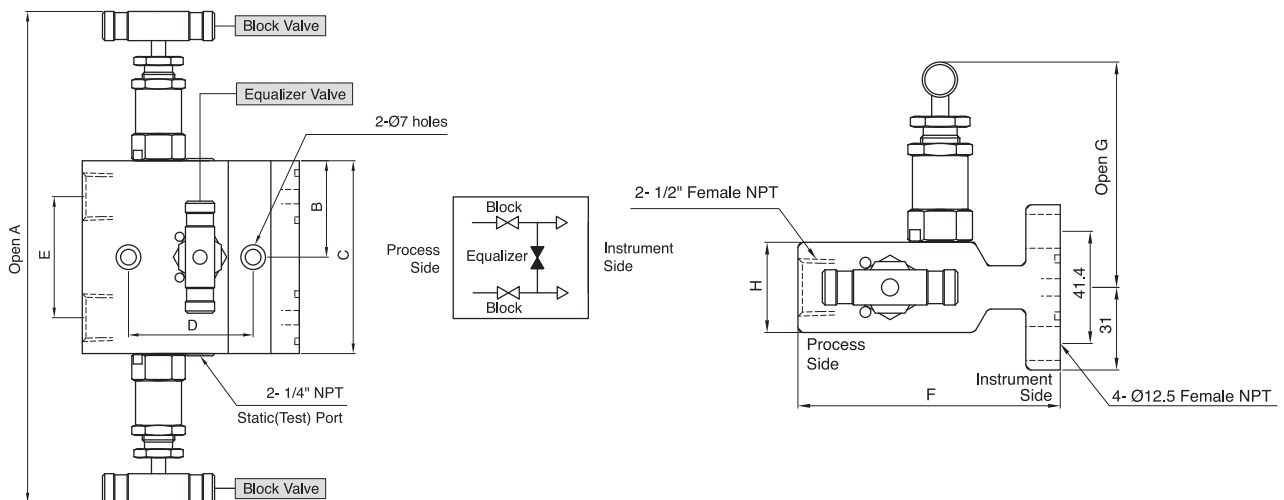 Block Valve
Equalizer Valve
2-Ø7 holes
Open A
E
B
C
D
2- 1/4" NPT
Static(Test) Port
Block Valve
Process
Side
Block
Equalizer
Block
Instrument
Side
2- 1/2" Female NPT
Open G
H
41.4
31
Process
Side
Instrument
Side
F
4- Ø12.5 Female NPT